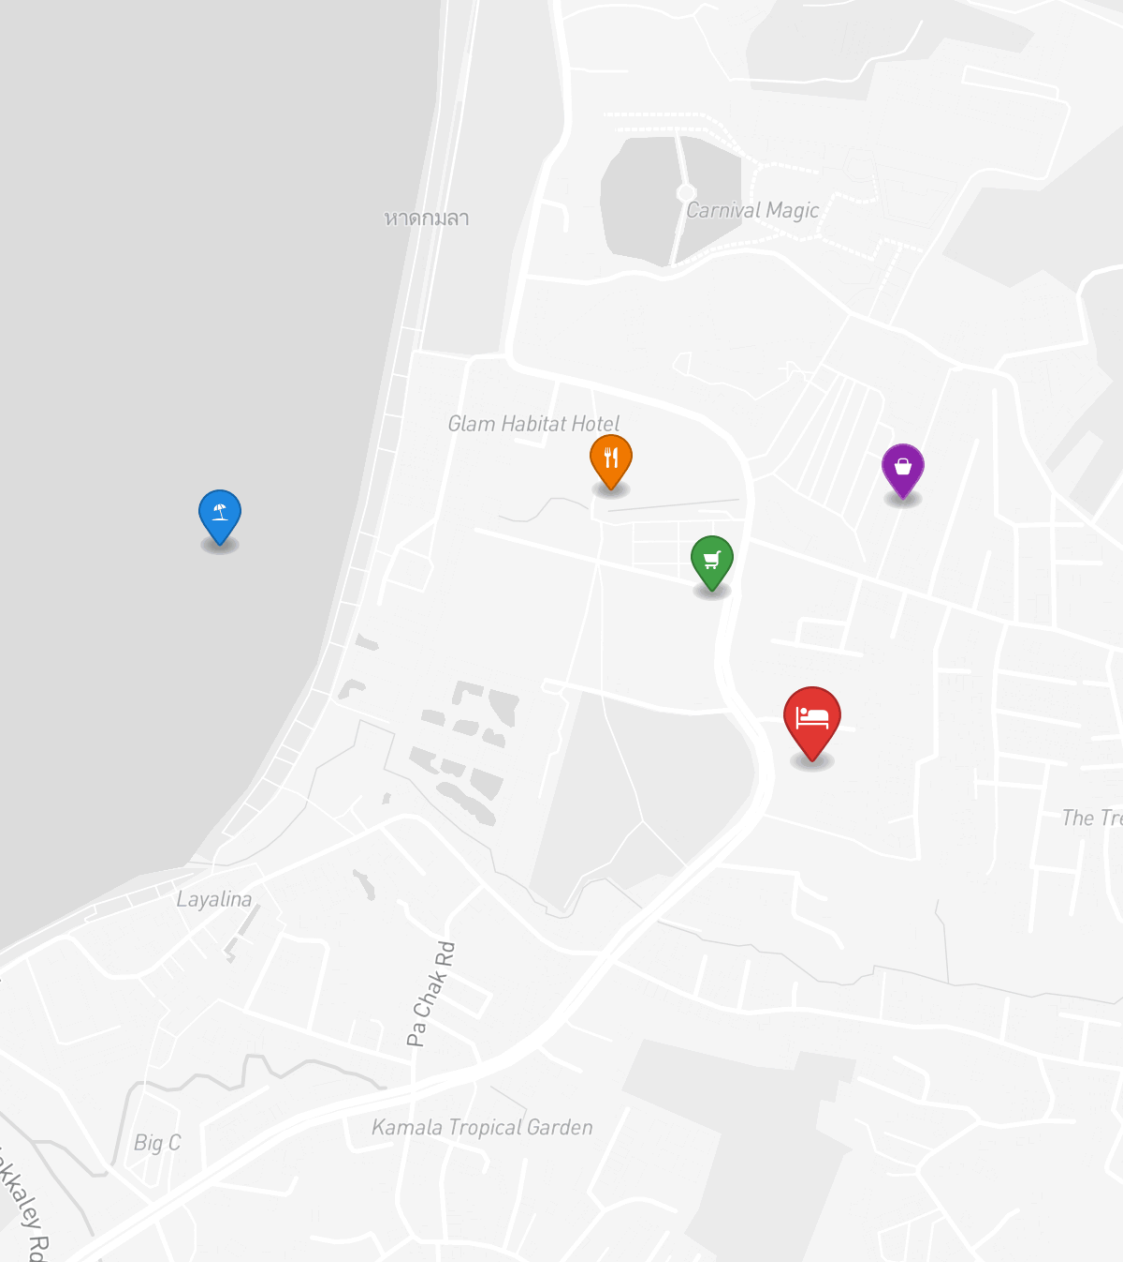 หาดกมลา
Carnival Magic
Glam Habitat Hotel
The Tre
Layalina
Pa Chak Rd
Kamala Tropical Garden
Big C
akkaley Rd